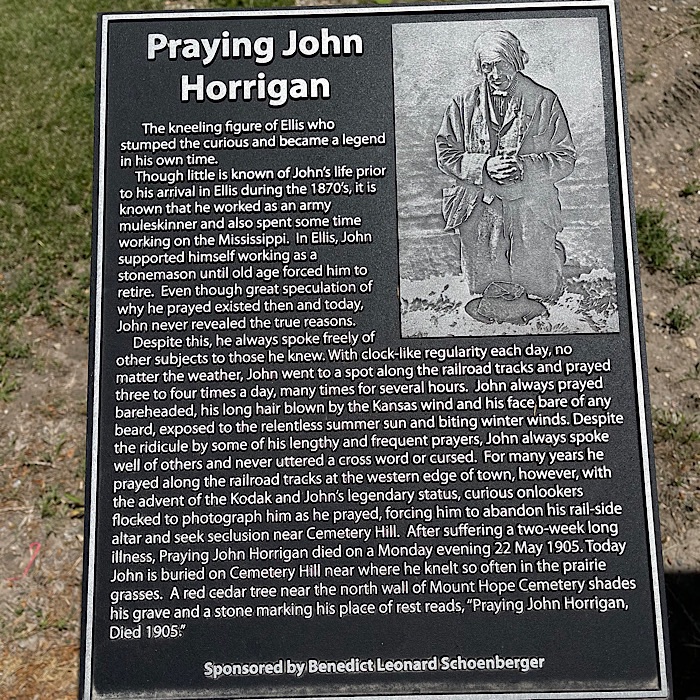 Praying John
Horrigan
The kneeling figure of Ellis who
stumped the curious and became a legend
in his own time.
Though little is known of John's life prior
to his arrival in Ellis during the 1870's, it is
known that he worked as an army
muleskinner and also spent some time
working on the Mississippi. In Ellis, John
supported himself working as a
stonemason until old age forced him to
retire. Even though great speculation of
why he prayed existed then and today,
John never revealed the true reasons.
Despite this, he always spoke freely of
other subjects to those he knew. With clock-like regularity each day, no
matter the weather, John went to a spot along the railroad tracks and prayed
three to four times a day, many times for several hours. John always prayed
bareheaded, his long hair blown by the Kansas wind and his face, bare of any
beard, exposed to the relentless summer sun and biting winter winds. Despite
the ridicule by some of his lengthy and frequent prayers, John always spoke
well of others and never uttered a cross word or cursed. For many years he
prayed along the railroad tracks at the western edge of town, however, with
the advent of the Kodak and John's legendary status, curious onlookers
flocked to photograph him as he prayed, forcing him to abandon his rail-side
altar and seek seclusion near Cemetery Hill. After suffering a two-week long
illness, Praying John Horrigan died on a Monday evening 22 May 1905. Today
John is buried on Cemetery Hill near where he knelt so often in the prairie
grasses. A red cedar tree near the north wall of Mount Hope Cemetery shades
his grave and a stone marking his place of rest reads, "Praying John Horrigan,
Died 1905."
Sponsored by Benedict Leonard Schoenberger